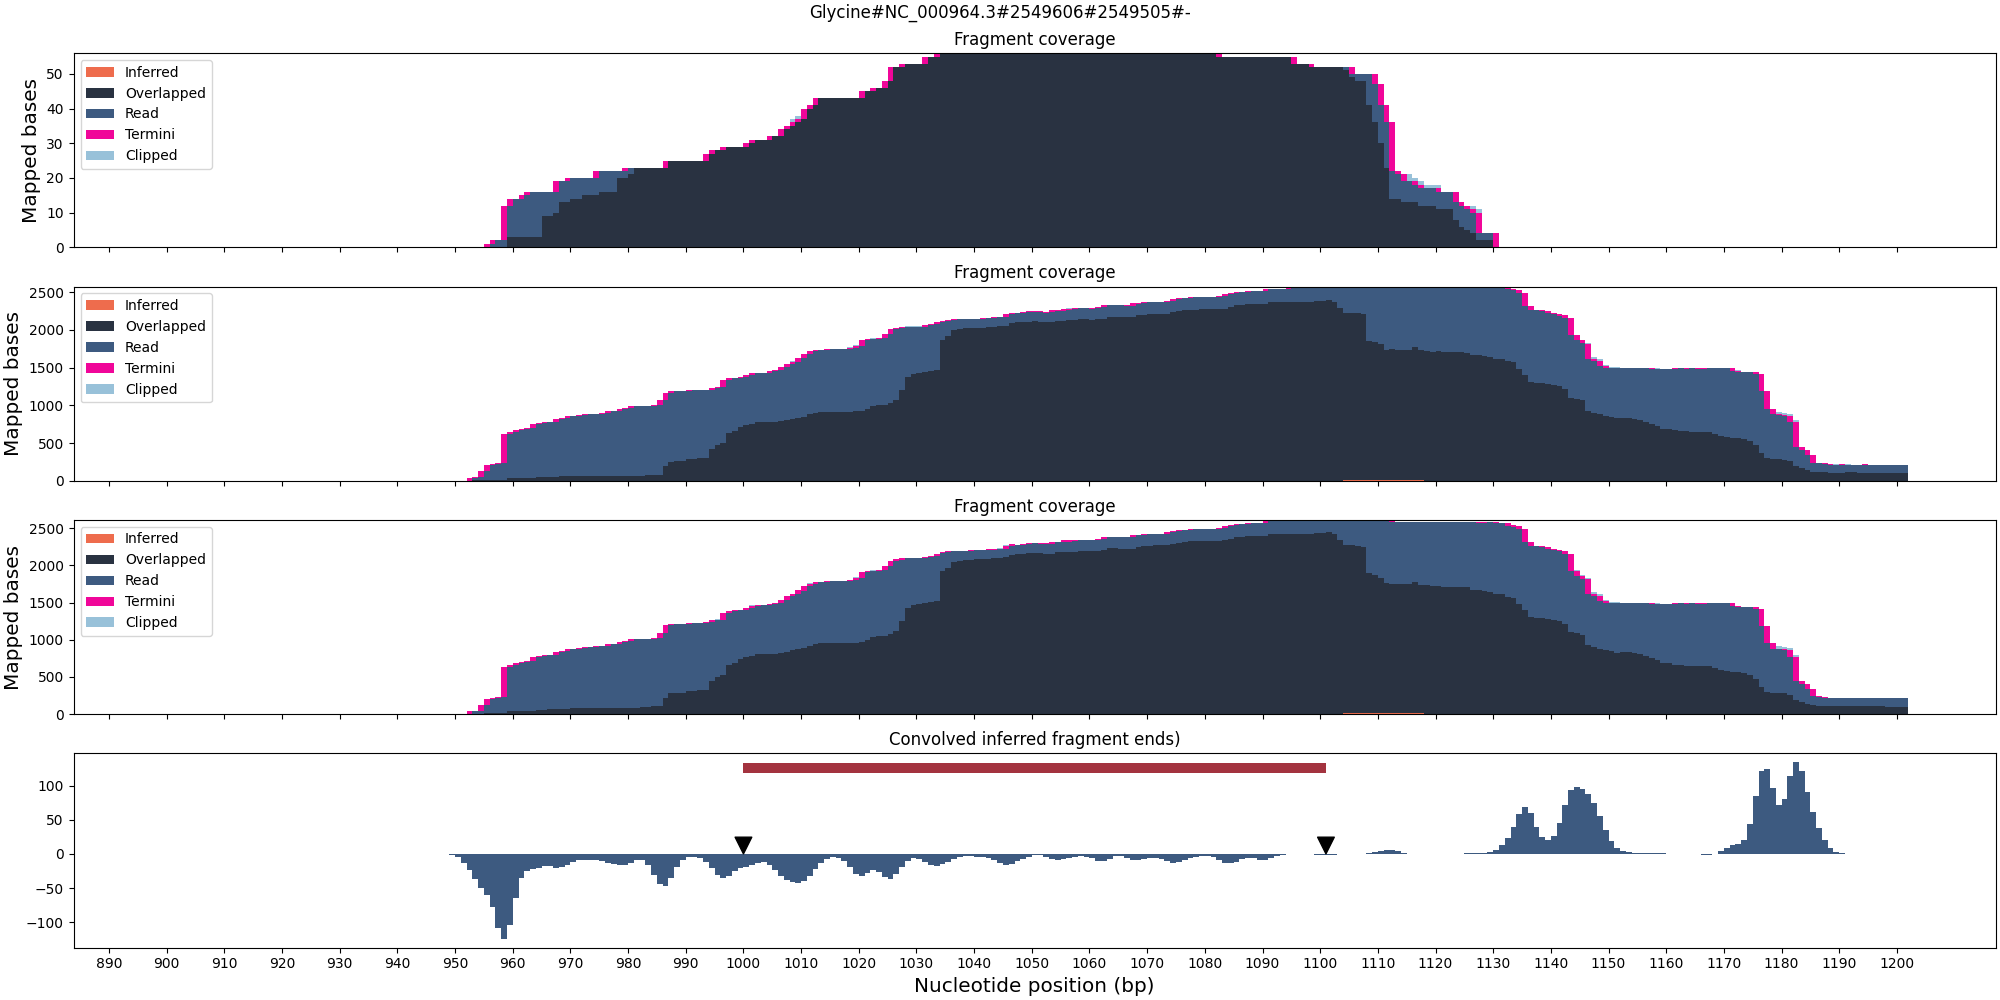 Glycine#NC_000964.3#2549606#2549505#-
Fragment coverage
Mapped bases
50
40
30
20
10
0
Inferred
Overlapped
Read
Termini
Clipped
Fragment coverage
Mapped bases
2500
2000
1500
1000
500
0
Inferred
Overlapped
Read
Termini
Clipped
Fragment coverage
Mapped bases
2500
2000
1500
1000
500
0
Inferred
Overlapped
Read
Termini
Clipped
Convolved inferred fragment ends)
100
50
0
−50
−100
890 900 910 920 930 940 950 960 970 980 990 1000 1010 1020 1030 1040 1050 1060 1070 1080 1090 1100 1110 1120 1130 1140 1150 1160 1170 1180 1190 1200
Nucleotide position (bp)